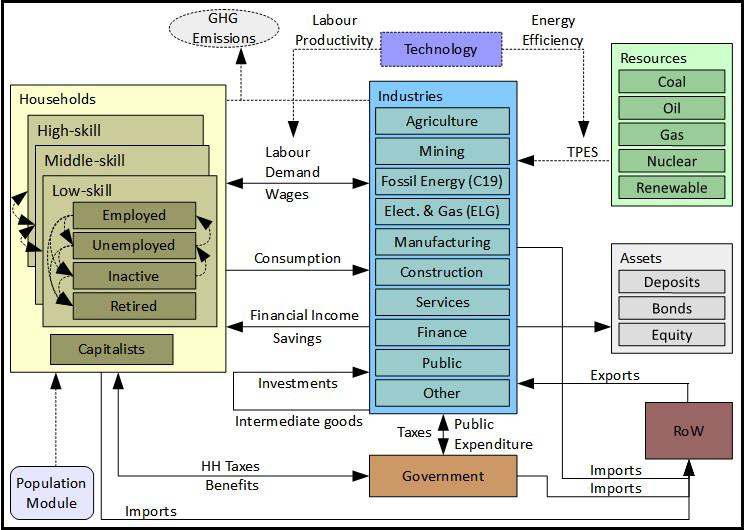 GHG
Emissions
Labour
Productivity
Technology
Energy
Efficiency
Households
High-skill
Middle-skill
Low-skill
Employed
Unemployed
Inactive
Retired
Capitalists
Labour
Demand
Wages
Consumption
Financial Income
Savings
Investments
Intermediate goods
Industries
Agriculture
Mining
Fossil Energy (C19)
Elect. & Gas (ELG)
Manufacturing
Construction
Services
Finance
Public
Other
TPES
Resources
Coal
Oil
Gas
Nuclear
Renewable
Assets
Deposits
Bonds
Equity
Exports
RoW
Taxes
Public
Expenditure
Government
HH Taxes
Benefits
Imports
Imports
Imports
Population
Module